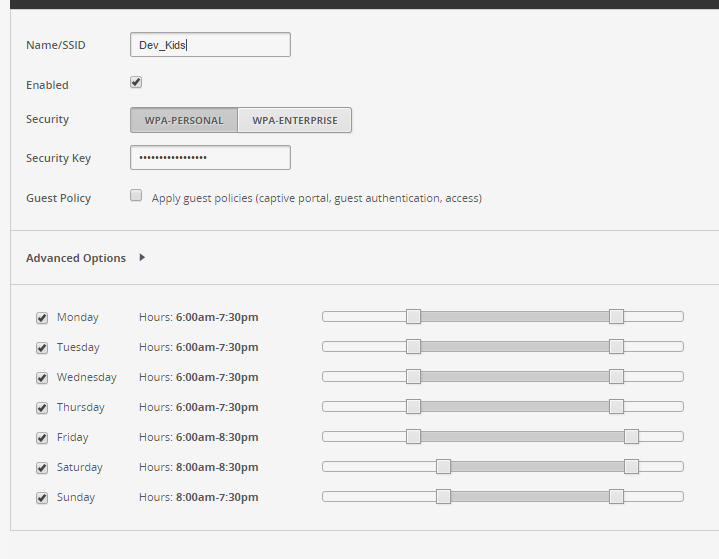 Name/SSID Dev_Kids
Enabled
Security WPA-PERSONAL WPA-ENTERPRISE
Security Key •••••••••••••••••
Guest Policy Apply guest policies (captive portal, guest authentication, access)
Advanced Options
Monday Hours: 6:00am-7:30pm
Tuesday Hours: 6:00am-7:30pm
Wednesday Hours: 6:00am-7:30pm
Thursday Hours: 6:00am-7:30pm
Friday Hours: 6:00am-8:30pm
Saturday Hours: 8:00am-8:30pm
Sunday Hours: 8:00am-7:30pm